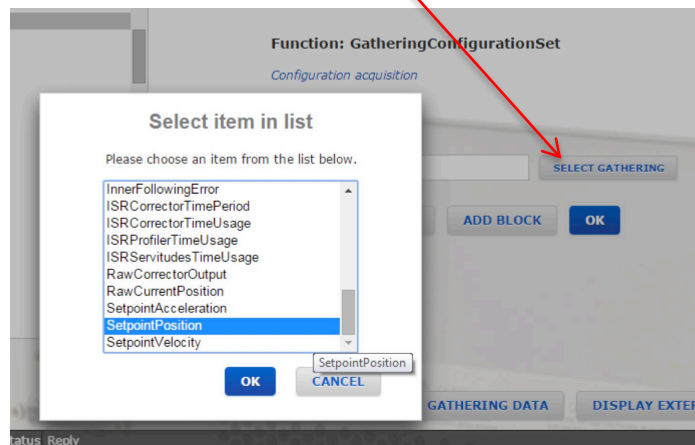 Function: GatheringConfigurationSet
Configuration acquisition
Select item in list
Please choose an item from the list below.
InnerFollowingError
ISRCorrectorTimePeriod
ISRCorrectorTimeUsage
ISRProfilerTimeUsage
ISRServitudesTimeUsage
RawCorrectorOutput
RawCurrentPosition
SetpointAcceleration
SetpointPosition
SetpointVelocity
SetpointPosition
OK CANCEL
SELECT GATHERING
ADD BLOCK OK
GATHERING DATA DISPLAY EXTER
tatus Reply